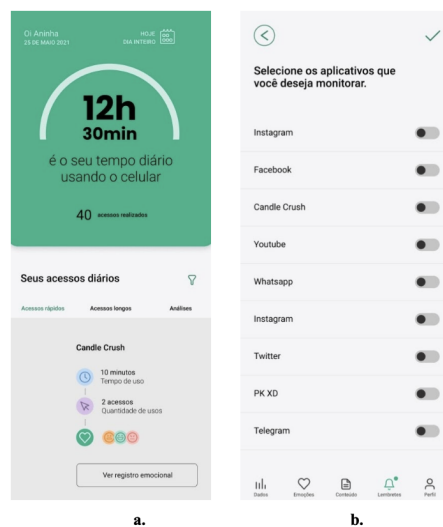 Oi Aninha
25 DE MAIO 2021
HOJE
DIA INTEIRO
12h
30min
é o seu tempo diário
usando o celular
40 acessos realizados
Seus acessos diários
Acessos rápidos Acessos longos Análises
Candle Crush
10 minutos
Tempo de uso
2 acessos
Quantidade de usos
Ver registro emocional
a.
Selecione os aplicativos que
você deseja monitorar.
Instagram
Facebook
Candle Crush
Youtube
Whatsapp
Instagram
Twitter
PK XD
Telegram
Dados Emoções Conteúdo Lembretes Perfil
b.